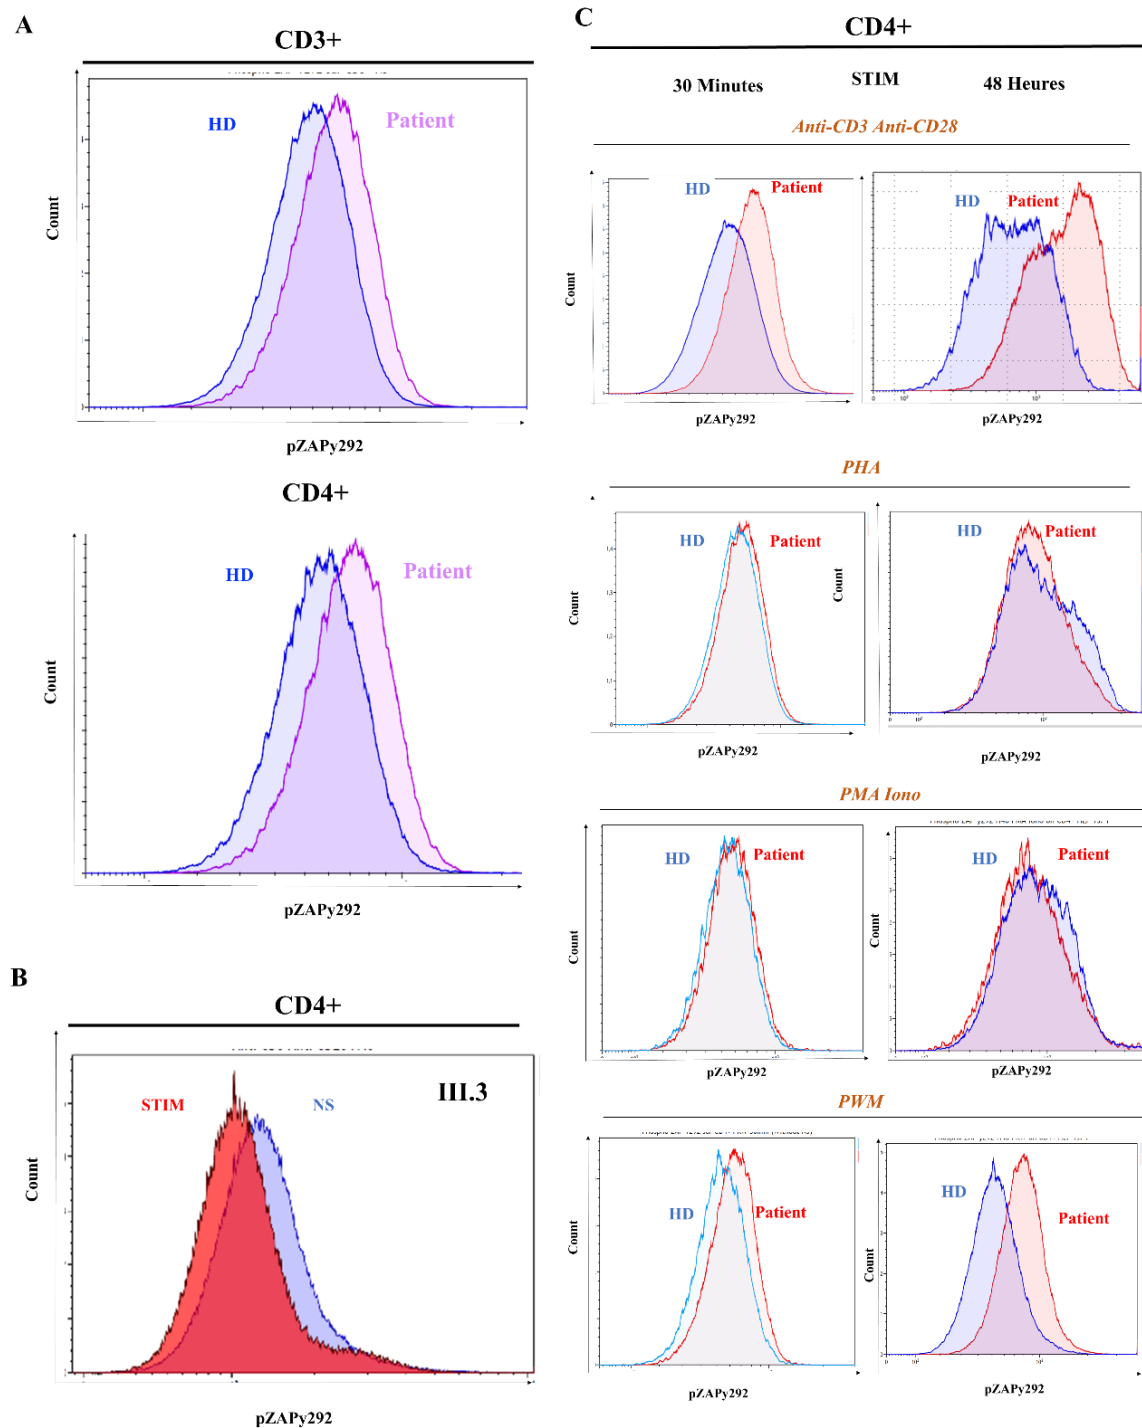 A
CD3+
HD
Patient
Count
pZAPy292
CD4+
HD
Patient
Count
pZAPy292
B
CD4+
STIM
NS
III.3
Count
pZAPy292
C
CD4+
30 Minutes
STIM
48 Heures
Anti-CD3 Anti-CD28
HD
Patient
Count
pZAPy292
HD
Patient
pZAPy292
PHA
HD
Patient
Count
pZAPy292
HD
Patient
Count
pZAPy292
PMA Iono
HD
Patient
Count
pZAPy292
HD
Patient
Count
pZAPy292
PWM
HD
Patient
Count
pZAPy292
HD
Patient
Count
pZAPy292